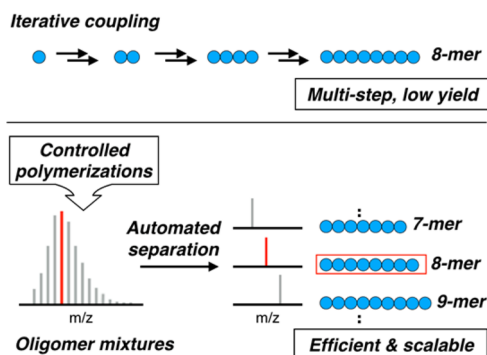 Iterative coupling
8-mer
Multi-step, low yield
Controlled
polymerizations
Automated
separation
7-mer
8-mer
9-mer
m/z
m/z
Oligomer mixtures
Efficient & scalable